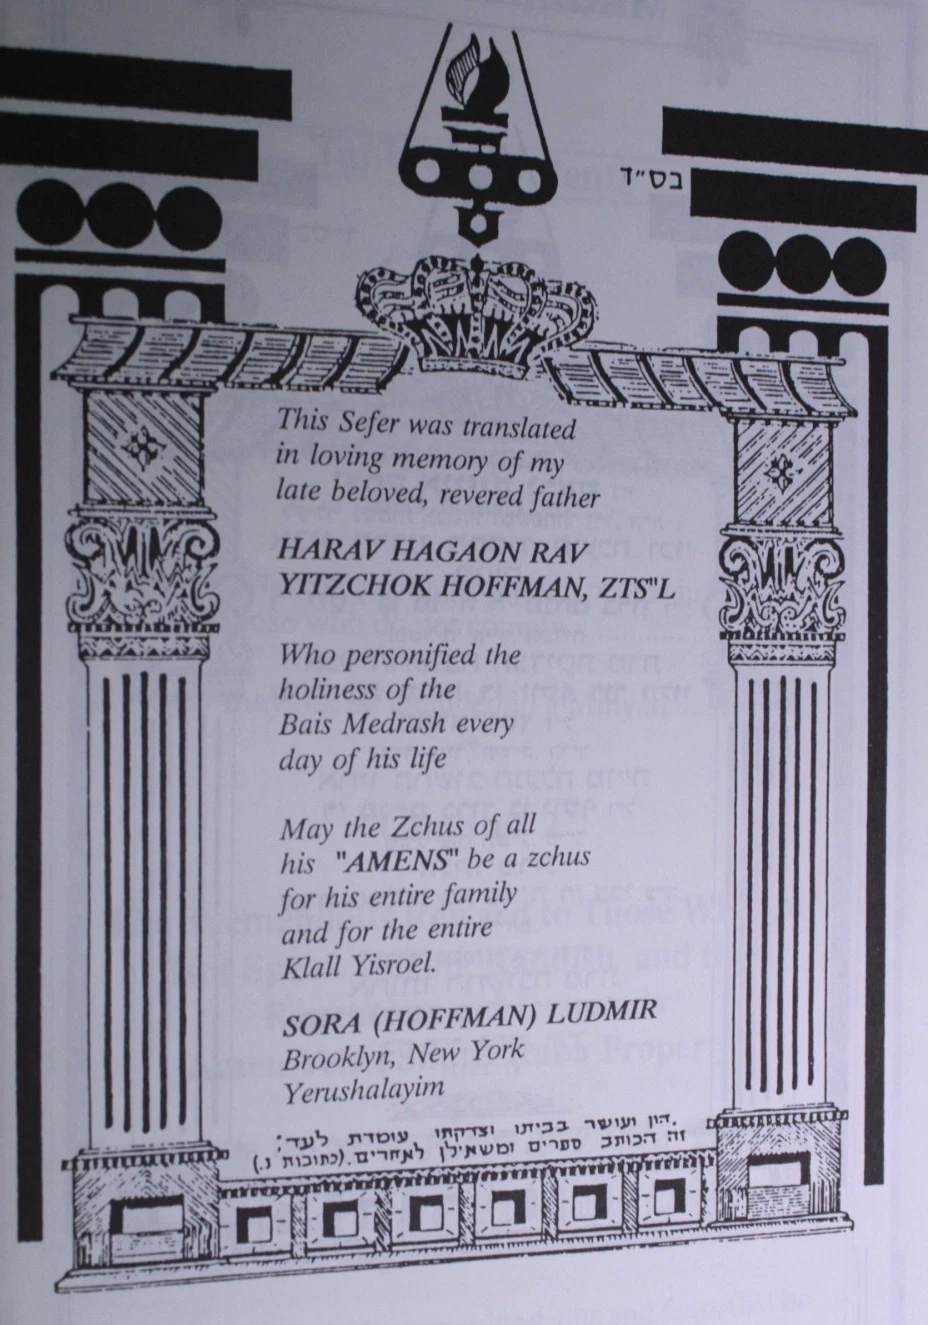 בס״ד
This Sefer was translated
in loving memory of my
late beloved, revered father
HARAV HAGAON RAV
YITZCHOK HOFFMAN, ZTS"L
Who personified the
holiness of the
Bais Medrash every
day of his life
May the Zchus of all
his "AMENS" be a zchus
for his entire family
and for the entire
Klall Yisroel.
SORA (HOFFMAN) LUDMIR
Brooklyn, New York
Yerushalayim
הון ועושר בביתו וצדקתו עומדת לעד;
זה הכותב ספרים ומשאילן לאחרים. (כתובות נ.)